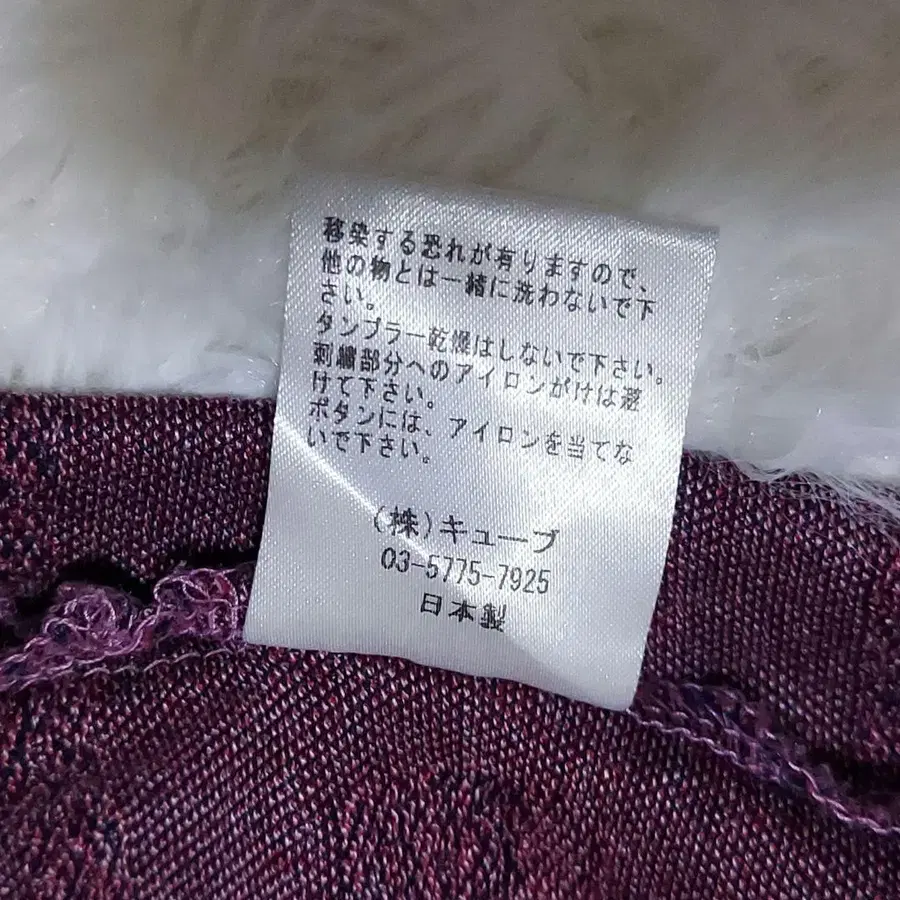 移染する恐れが有りますので、
他の物とは一緒に洗わないで下
さい。
タンブラー乾燥はしないで下さい。
刺繍部分へのアイロンがけは避
けて下さい。
ボタンには、アイロンを当てな
いで下さい。
(株)キューブ
03-5775-7925
日本製